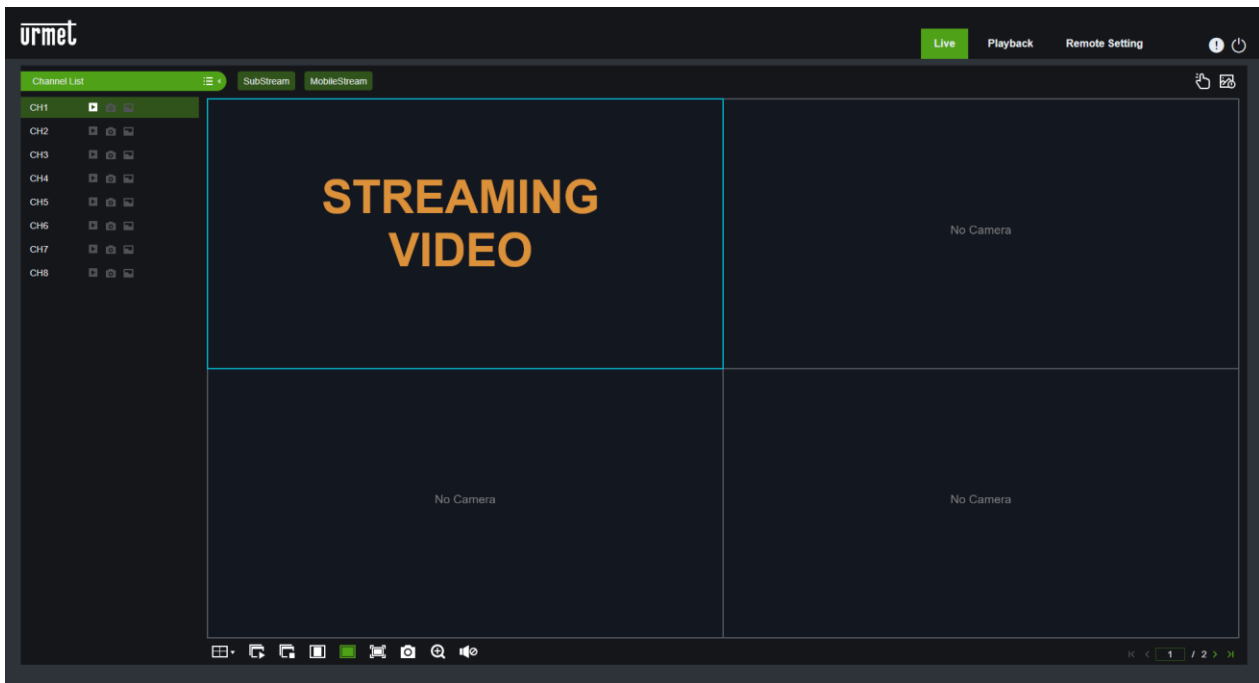 urmet
Live Playback Remote Setting
Channel List
SubStream MobileStream
CH1
CH2
CH3
CH4
CH5
CH6
CH7
CH8
STREAMING
VIDEO
No Camera
No Camera
No Camera
1 / 2